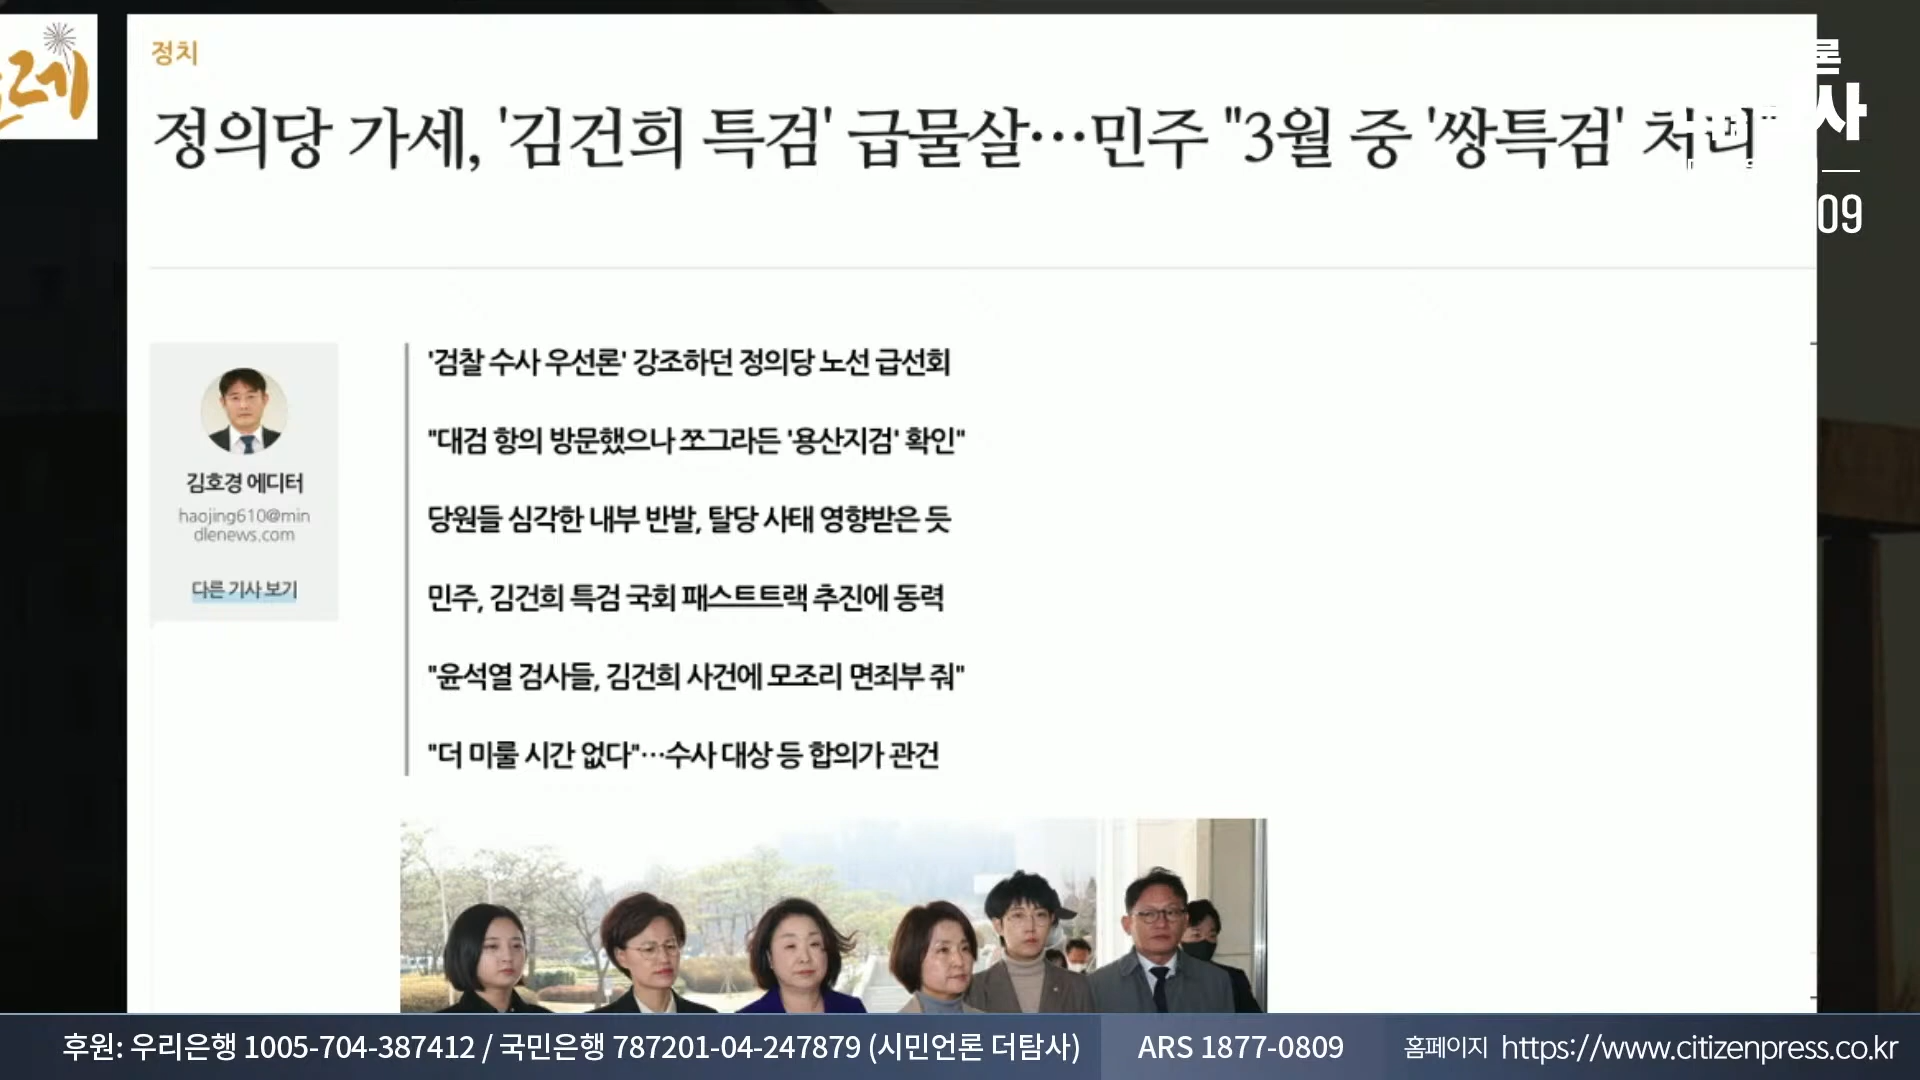 정치
정의당 가세, '김건희 특검' 급물살…민주 "3월 중 '쌍특검' 처리
09
'검찰 수사 우선론' 강조하던 정의당 노선 급선회
"대검 항의 방문했으나 쪼그라든 '용산지검' 확인"
당원들 심각한 내부 반발, 탈당 사태 영향받은 듯
민주, 김건희 특검 국회 패스트트랙 추진에 동력
"윤석열 검사들, 김건희 사건에 모조리 면죄부 줘"
"더 미룰 시간 없다"…수사 대상 등 합의가 관건
김호경 에디터
haojing610@min
dlenews.com
다른 기사 보기
후원: 우리은행 1005-704-387412 / 국민은행 787201-04-247879 (시민언론 더탐사)
ARS 1877-0809
홈페이지 https://www.citizenpress.co.kr